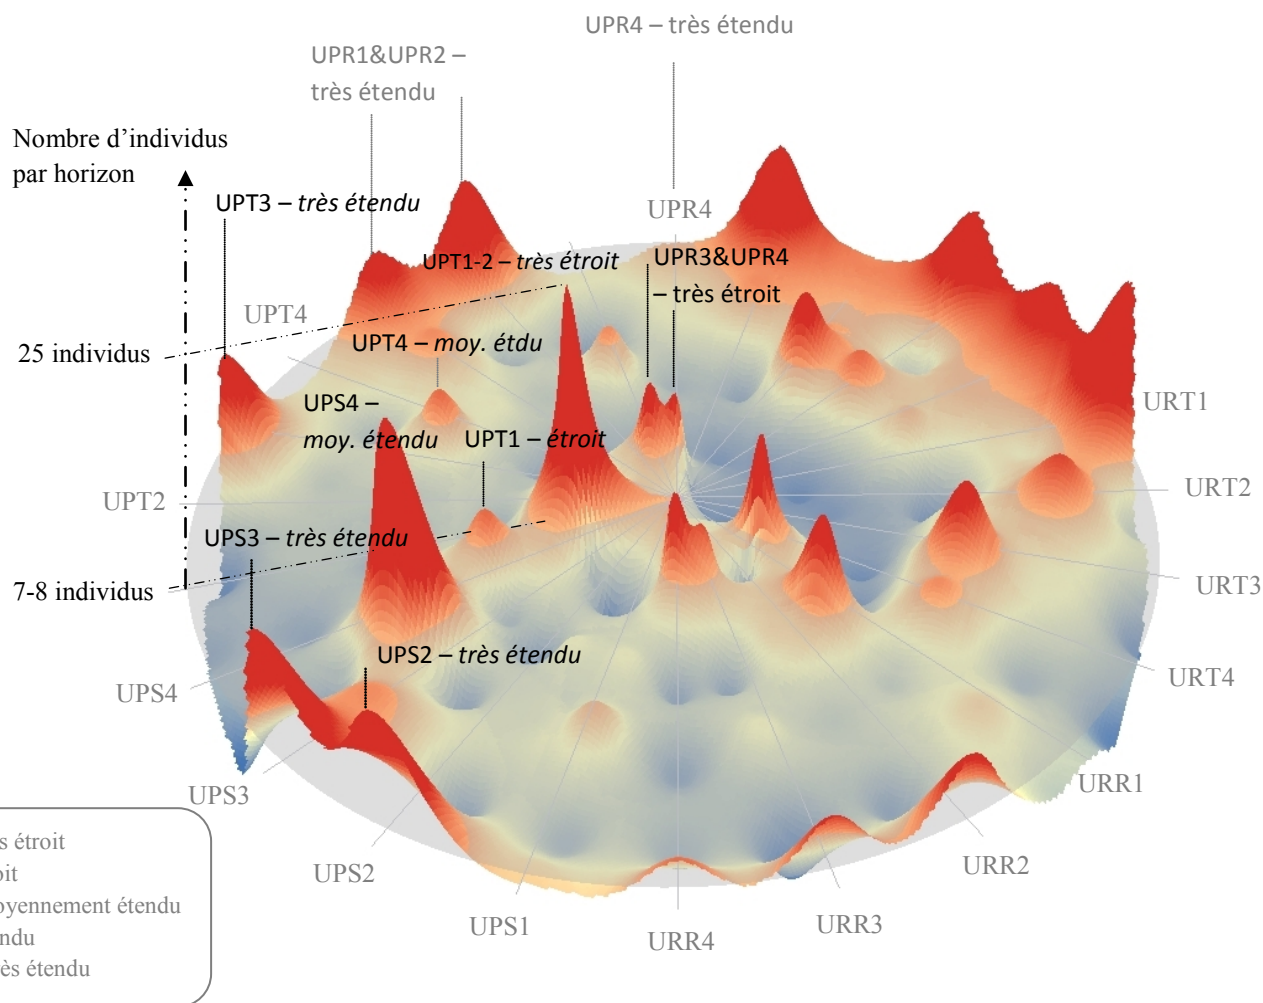 UPR4 – très étendu
UPR1&UPR2 –
très étendu
Nombre d'individus
par horizon
UPT3 – très étendu
UPR4
UPT1-2 – très étroit
UPR3&UPR4
– très étroit
UPT4
25 individus
UPT4 – moy. étdu
UPS4 –
moy. étendu
UPT1 – étroit
URT1
UPT2
URT2
UPS3 – très étendu
7-8 individus
URT3
UPS2 – très étendu
URT4
UPS4
URR1
UPS3
étroit
URR2
UPS2
moyennement étendu
UPS1
URR3
URR4
très étendu